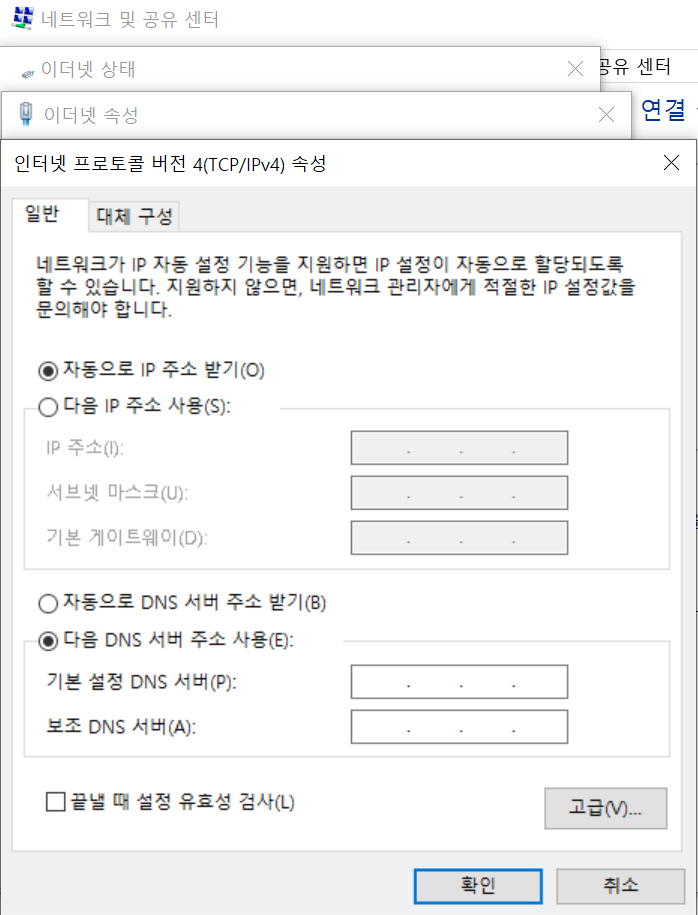 네트워크 및 공유 센터
이더넷 상태
공유 센터
이더넷 속성
연결
인터넷 프로토콜 버전 4(TCP/IPv4) 속성
일반
대체 구성
네트워크가 IP 자동 설정 기능을 지원하면 IP 설정이 자동으로 할당되도록
할 수 있습니다. 지원하지 않으면, 네트워크 관리자에게 적절한 IP 설정값을
문의해야 합니다.
자동으로 IP 주소 받기(O)
다음 IP 주소 사용(S):
IP 주소(I):
서브넷 마스크(U):
기본 게이트웨이(D):
자동으로 DNS 서버 주소 받기(B)
다음 DNS 서버 주소 사용(E):
기본 설정 DNS 서버(P):
보조 DNS 서버(A):
끝낼 때 설정 유효성 검사(L)
고급(V)...
확인
취소